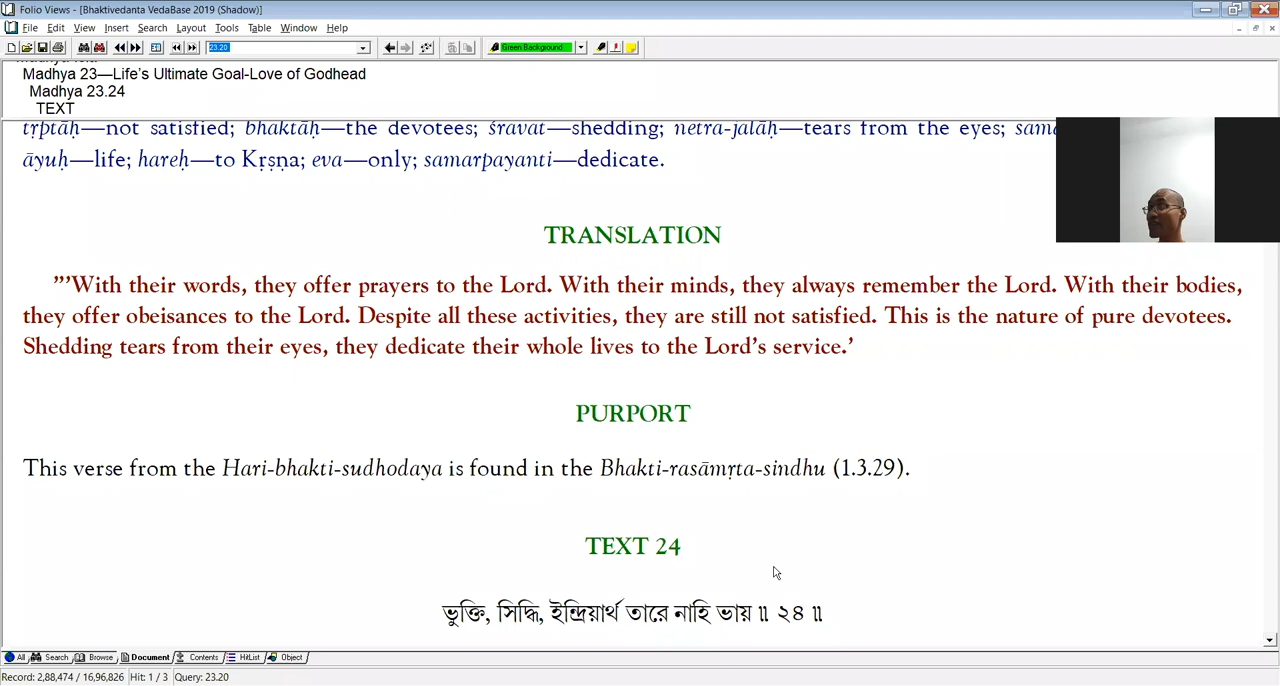 Folio Views - [Bhaktivedanta VedaBase 2019 (Shadow)]
File Edit View Insert Search Layout Tools Table Window Help
23.20 Green Background
Madhya 23—Life's Ultimate Goal-Love of Godhead
Madhya 23.24
TEXT
tṛptāḥ—not satisfied; bhaktāḥ—the devotees; śravat—shedding; netra-jalāḥ—tears from the eyes;
āyuḥ—life; hareḥ—to Kṛṣṇa; eva—only; samarpayanti—dedicate.
TRANSLATION
"'With their words, they offer prayers to the Lord. With their minds, they always remember the Lord. With their bodies,
they offer obeisances to the Lord. Despite all these activities, they are still not satisfied. This is the nature of pure devotees.
Shedding tears from their eyes, they dedicate their whole lives to the Lord's service.'
PURPORT
This verse from the Hari-bhakti-sudhodaya is found in the Bhakti-rasāmṛta-sindhu (1.3.29).
TEXT 24
ভুক্তি, সিদ্ধি, ইন্দ্রিয়ার্থ তারে নাহি ভায় ॥ ২৪ ॥
All Search Browse Document Contents HitList Object
Record: 2,88,474 / 16,96,826 Hit: 1 / 3 Query: 23.20